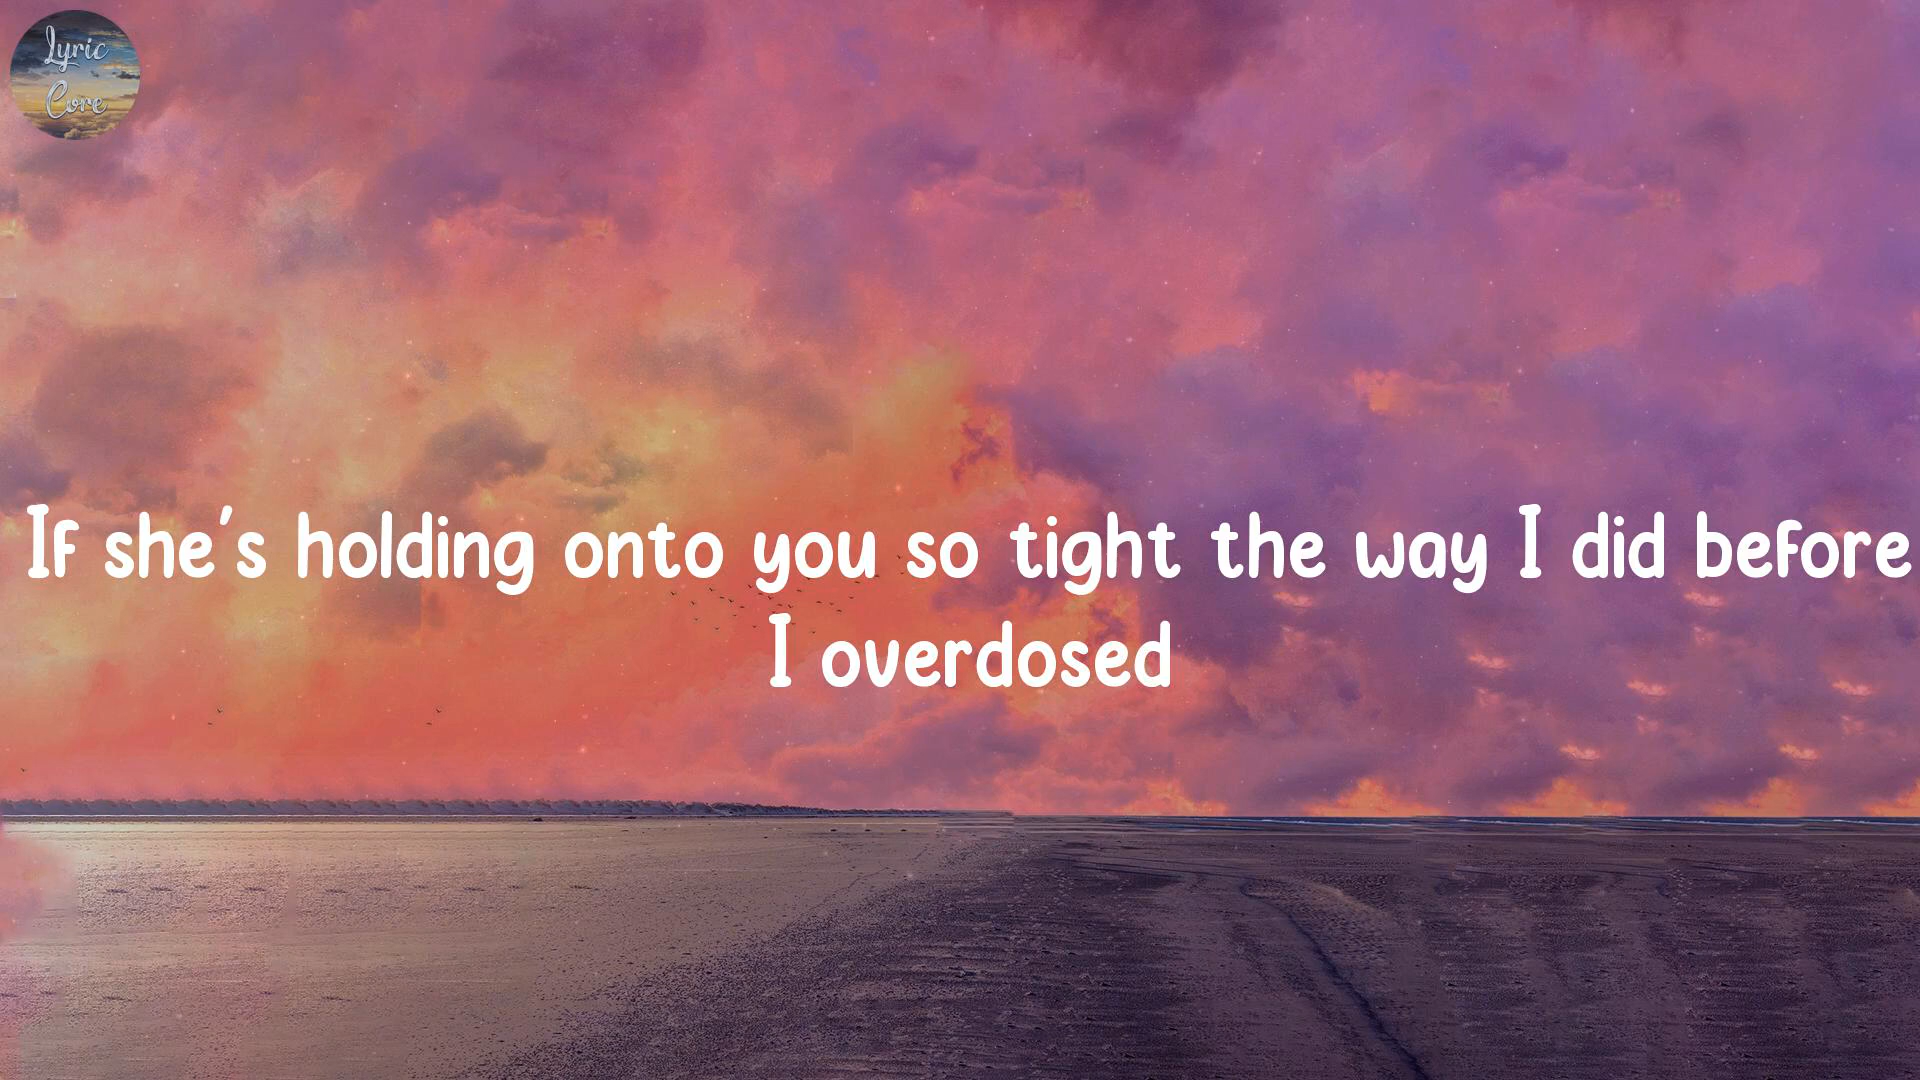 Lyric
Core
If she's holding onto you so tight the way I did before
I overdosed